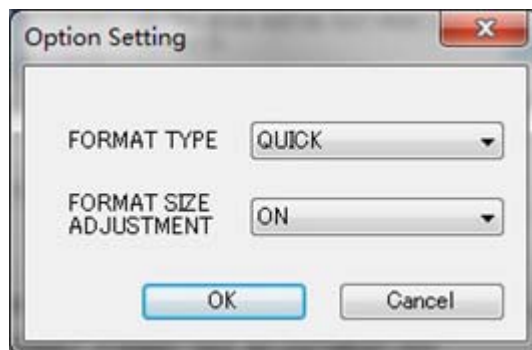 Option Setting
FORMAT TYPE
QUICK
FORMAT SIZE
ADJUSTMENT
ON
OK
Cancel